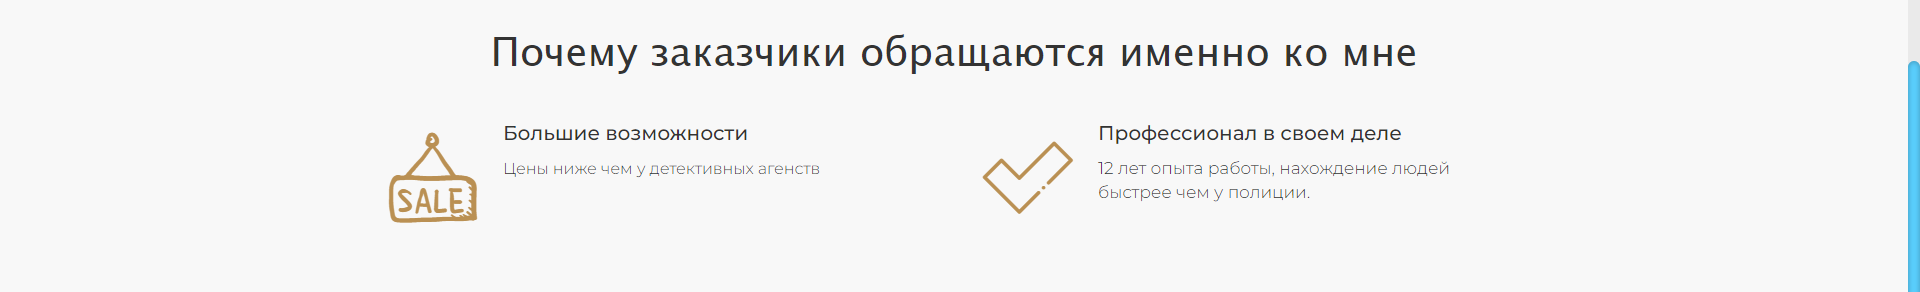 Почему заказчики обращаются именно ко мне
Большие возможности
Цены ниже чем у детективных агенств
SALE
Профессионал в своем деле
12 лет опыта работы, нахождение людей
быстрее чем у полиции.